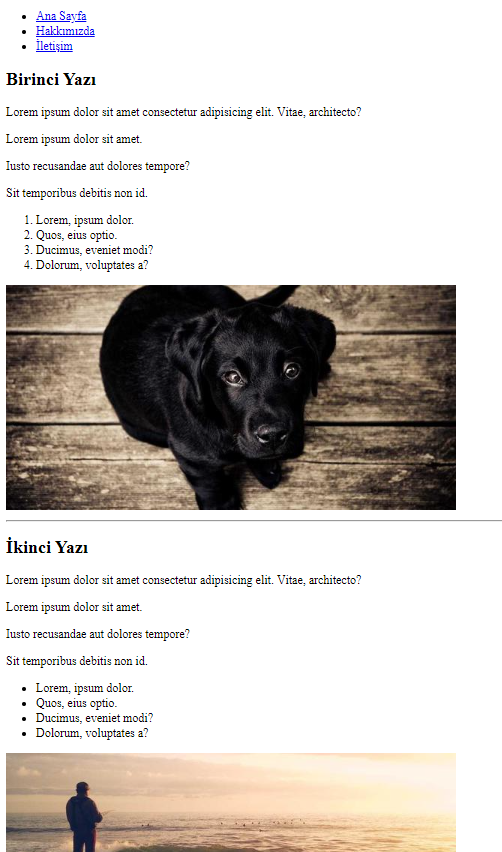 Ana Sayfa
Hakkımızda
İletişim
Birinci Yazı
Lorem ipsum dolor sit amet consectetur adipisicing elit. Vitae, architecto?
Lorem ipsum dolor sit amet.
Iusto recusandae aut dolores tempore?
Sit temporibus debitis non id.
1. Lorem, ipsum dolor.
2. Quos, eius optio.
3. Ducimus, eveniet modi?
4. Dolorum, voluptates a?
İkinci Yazı
Lorem ipsum dolor sit amet consectetur adipisicing elit. Vitae, architecto?
Lorem ipsum dolor sit amet.
Iusto recusandae aut dolores tempore?
Sit temporibus debitis non id.
Lorem, ipsum dolor.
Quos, eius optio.
Ducimus, eveniet modi?
Dolorum, voluptates a?